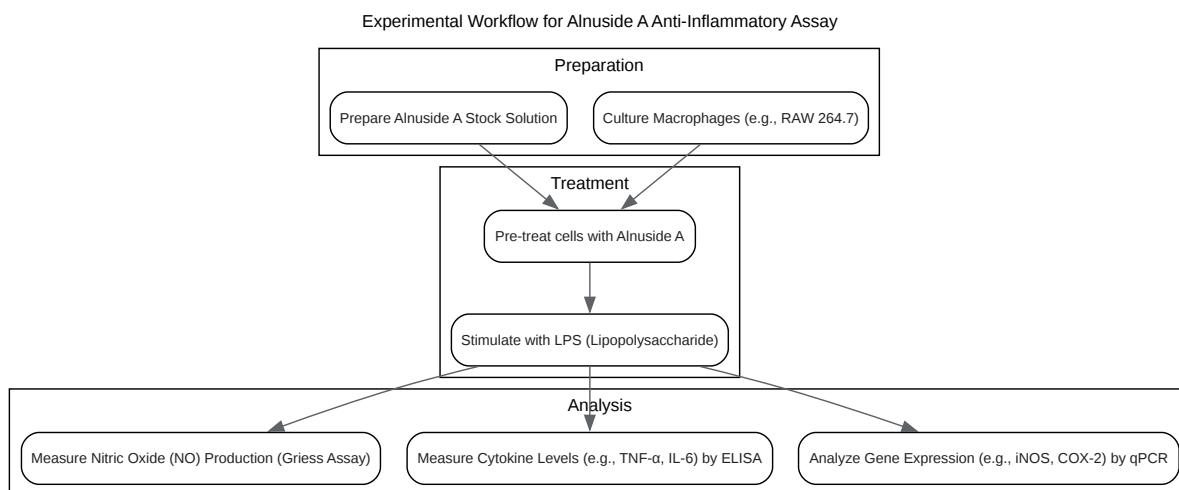 Experimental Workflow for Alnuside A Anti-Inflammatory Assay
Preparation
Prepare Alnuside A Stock Solution
Culture Macrophages (e.g., RAW 264.7)
Treatment
Pre-treat cells with Alnuside A
Stimulate with LPS (Lipopolysaccharide)
Analysis
Measure Nitric Oxide (NO) Production (Griess Assay)
Measure Cytokine Levels (e.g., TNF-α, IL-6) by ELISA
Analyze Gene Expression (e.g., iNOS, COX-2) by qPCR